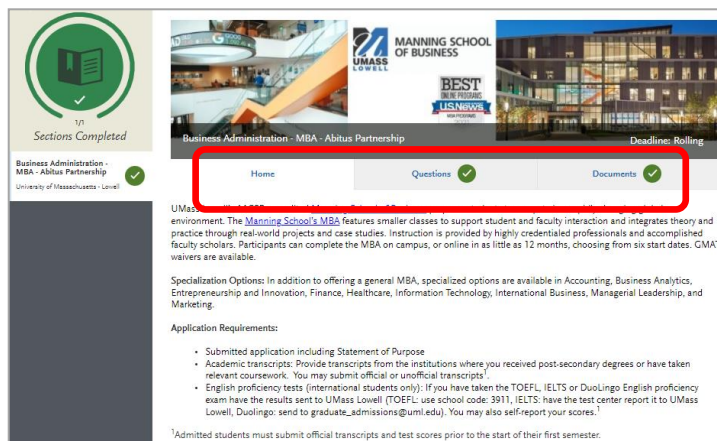 UMASS
LOWELL
MANNING SCHOOL
OF BUSINESS
BEST
ONLINE PROGRAMS
U.S.News
MBA PROGRAMS
Business Administration - MBA - Abitus Partnership
Deadline: Rolling
1/1
Sections Completed
Business Administration -
MBA - Abitus Partnership
University of Massachusetts - Lowell
Home
Questions
Documents
environment. The Manning School's MBA features smaller classes to support student and faculty interaction and integrates theory and
practice through real-world projects and case studies. Instruction is provided by highly credentialed professionals and accomplished
faculty scholars. Participants can complete the MBA on campus, or online in as little as 12 months, choosing from six start dates. GMAT
waivers are available.
Specialization Options: In addition to offering a general MBA, specialized options are available in Accounting, Business Analytics,
Entrepreneurship and Innovation, Finance, Healthcare, Information Technology, International Business, Managerial Leadership, and
Marketing.
Application Requirements:
• Submitted application including Statement of Purpose
• Academic transcripts: Provide transcripts from the institutions where you received post-secondary degrees or have taken
relevant coursework. You may submit official or unofficial transcripts¹.
• English proficiency tests (international students only): If you have taken the TOEFL, IELTS or DuoLingo English proficiency
exam have the results sent to UMass Lowell (TOEFL: use school code: 3911, IELTS: have the test center report it to UMass
Lowell, Duolingo: send to graduate_admissions@uml.edu). You may also self-report your scores.¹
¹Admitted students must submit official transcripts and test scores prior to the start of their first semester.